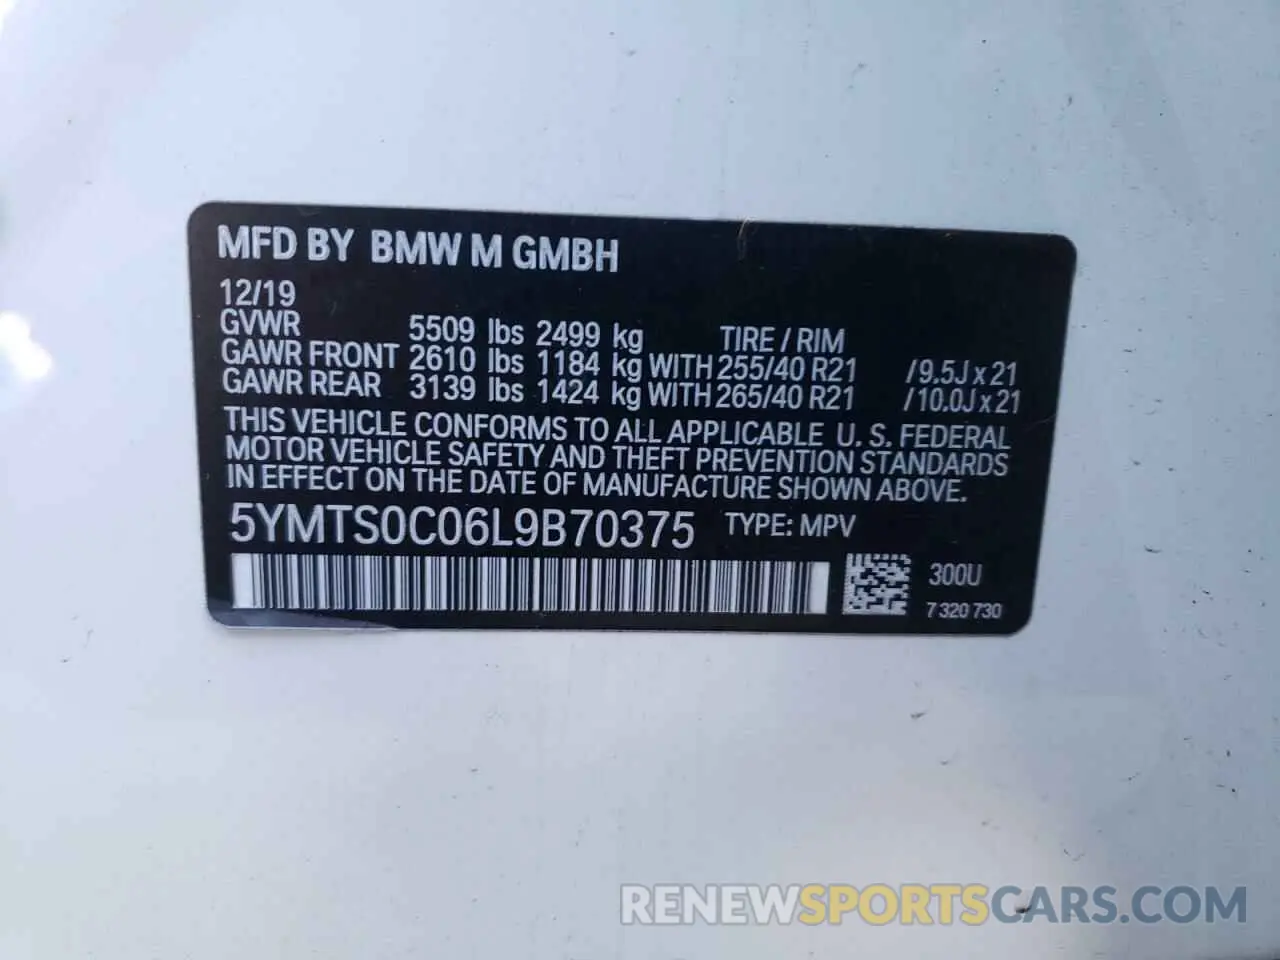 MFD BY BMW M GMBH
12/19
GVWR 5509 lbs 2499 kg TIRE / RIM
GAWR FRONT 2610 lbs 1184 kg WITH 255/40 R21 / 9.5J x 21
GAWR REAR 3139 lbs 1424 kg WITH 265/40 R21 / 10.0J x 21
THIS VEHICLE CONFORMS TO ALL APPLICABLE U. S. FEDERAL
MOTOR VEHICLE SAFETY AND THEFT PREVENTION STANDARDS
IN EFFECT ON THE DATE OF MANUFACTURE SHOWN ABOVE.
5YMTS0C06L9B70375 TYPE: MPV
300U
7 320 730
RENEWSPORTSCARS.COM